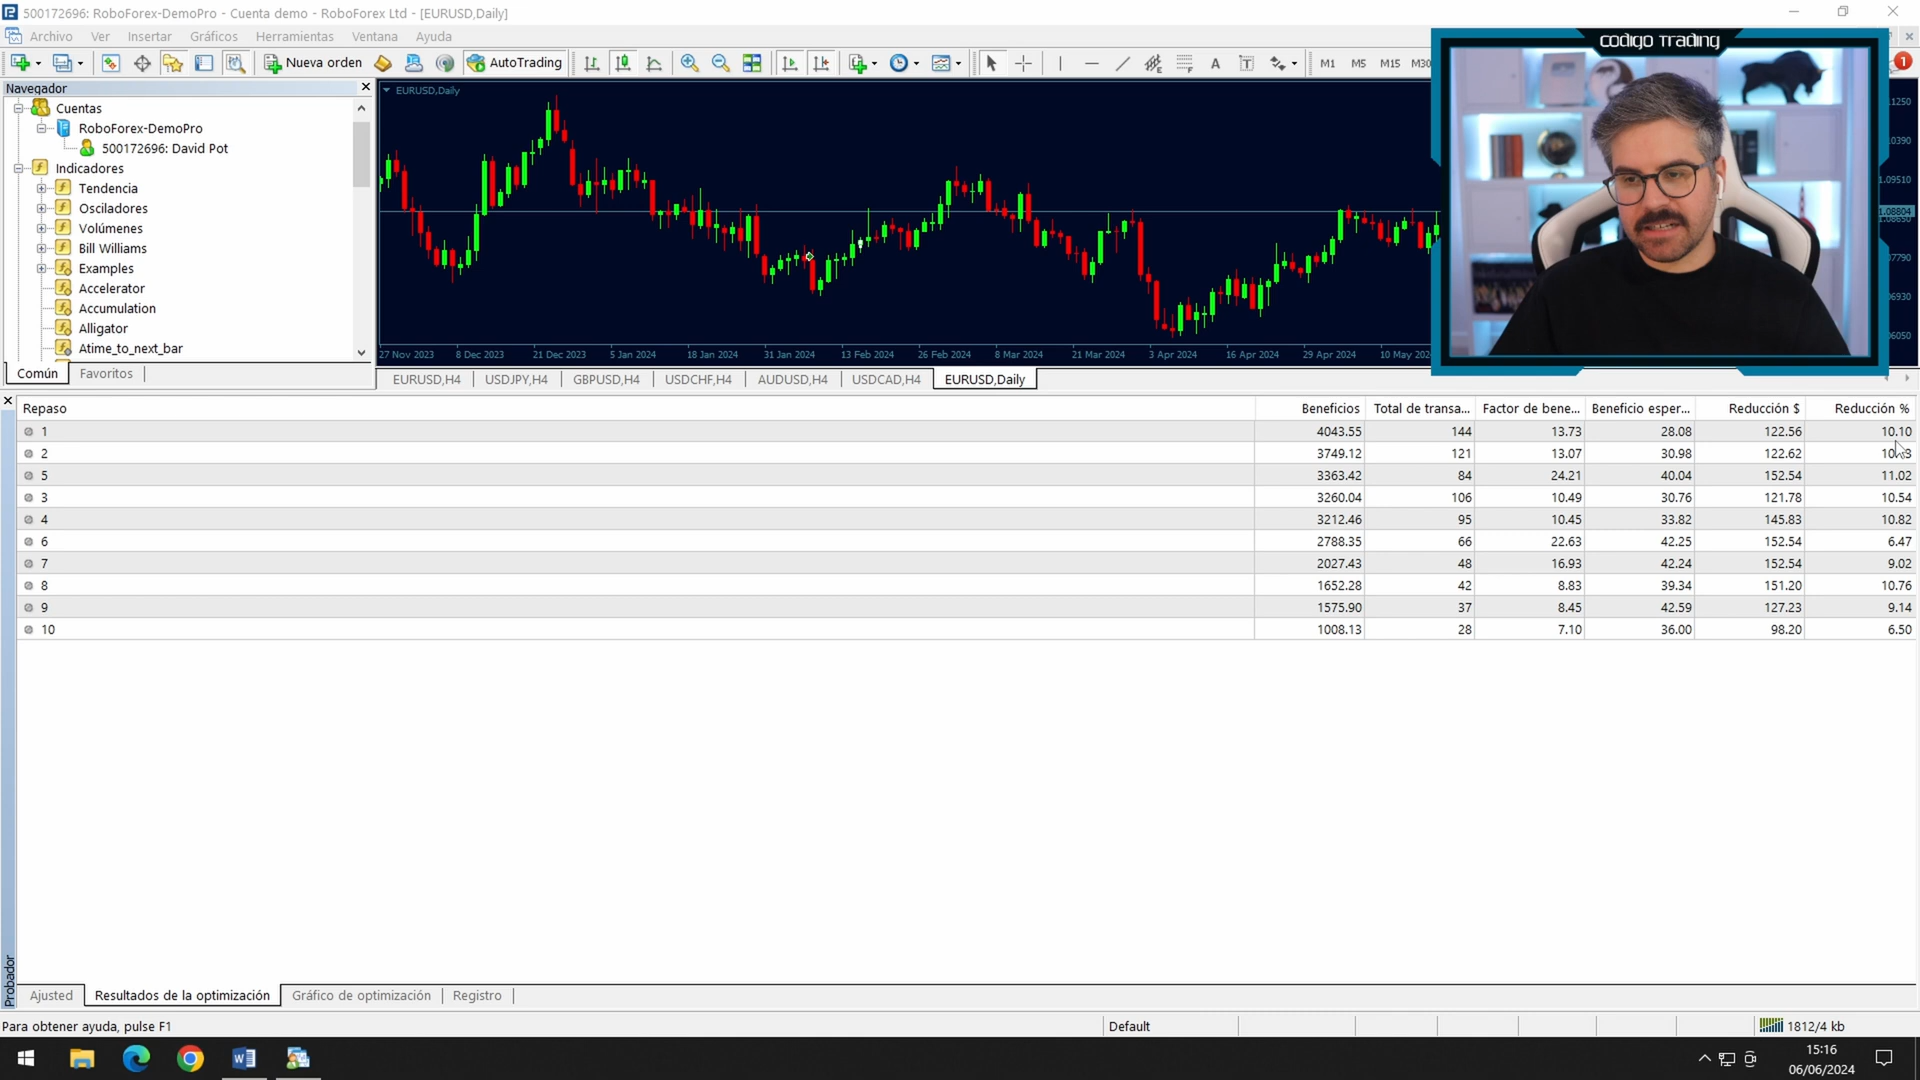 500172696: RoboForex-DemoPro - Cuenta demo - RoboForex Ltd - [EURUSD,Daily]
Archivo Ver Insertar Gráficos Herramientas Ventana Ayuda
Nueva orden AutoTrading A T M1 M5 M15 M30 1
codigo Trading
Navegador
Cuentas
RoboForex-DemoPro
500172696: David Pot
Indicadores
Tendencia
Osciladores
Volúmenes
Bill Williams
Examples
Accelerator
Accumulation
Alligator
Atime_to_next_bar
Común Favoritos
EURUSD,Daily
1.08804
27 Nov 2023 8 Dec 2023 21 Dec 2023 5 Jan 2024 18 Jan 2024 31 Jan 2024 13 Feb 2024 26 Feb 2024 8 Mar 2024 21 Mar 2024 3 Apr 2024 16 Apr 2024 29 Apr 2024 10 May 2024
EURUSD,H4 USDJPY,H4 GBPUSD,H4 USDCHF,H4 AUDUSD,H4 USDCAD,H4 EURUSD,Daily
Repaso Beneficios Total de transa... Factor de bene... Beneficio esper... Reducción $ Reducción %
1 4043.55 144 13.73 28.08 122.56 10.10
2 3749.12 121 13.07 30.98 122.62
5 3363.42 84 24.21 40.04 152.54 11.02
3 3260.04 106 10.49 30.76 121.78 10.54
4 3212.46 95 10.45 33.82 145.83 10.82
6 2788.35 66 22.63 42.25 152.54 6.47
7 2027.43 48 16.93 42.24 152.54 9.02
8 1652.28 42 8.83 39.34 151.20 10.76
9 1575.90 37 8.45 42.59 127.23 9.14
10 1008.13 28 7.10 36.00 98.20 6.50
Probador
Ajusted Resultados de la optimización Gráfico de optimización Registro
Para obtener ayuda, pulse F1 Default 1812/4 kb
15:16
06/06/2024